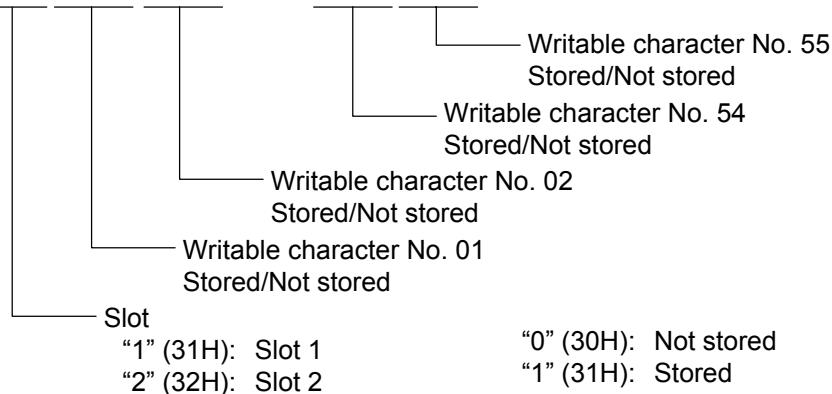 Writable character No. 55
Stored/Not stored
Writable character No. 54
Stored/Not stored
Writable character No. 02
Stored/Not stored
Writable character No. 01
Stored/Not stored
Slot
“1” (31H): Slot 1
“2” (32H): Slot 2
“0” (30H): Not stored
“1” (31H): Stored